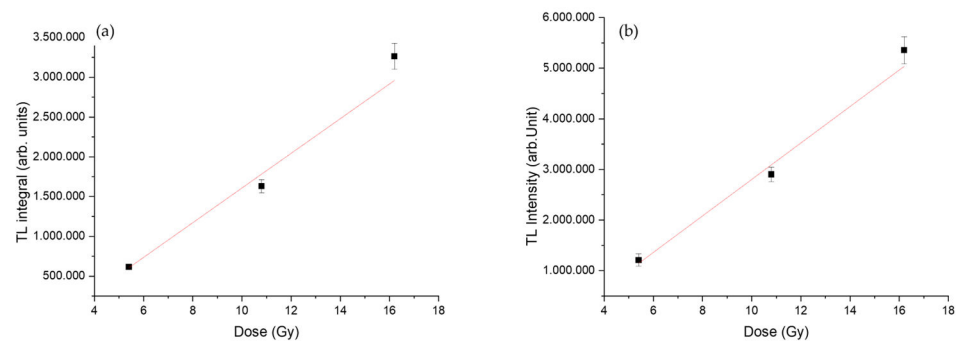 (a)
TL integral (arb. units)
3.500.000
3.000.000
2.500.000
2.000.000
1.500.000
1.000.000
500.000
4 6 8 10 12 14 16 18
Dose (Gy)
(b)
TL Intensity (arb.Unit)
6.000.000
5.000.000
4.000.000
3.000.000
2.000.000
1.000.000
4 6 8 10 12 14 16 18
Dose (Gy)